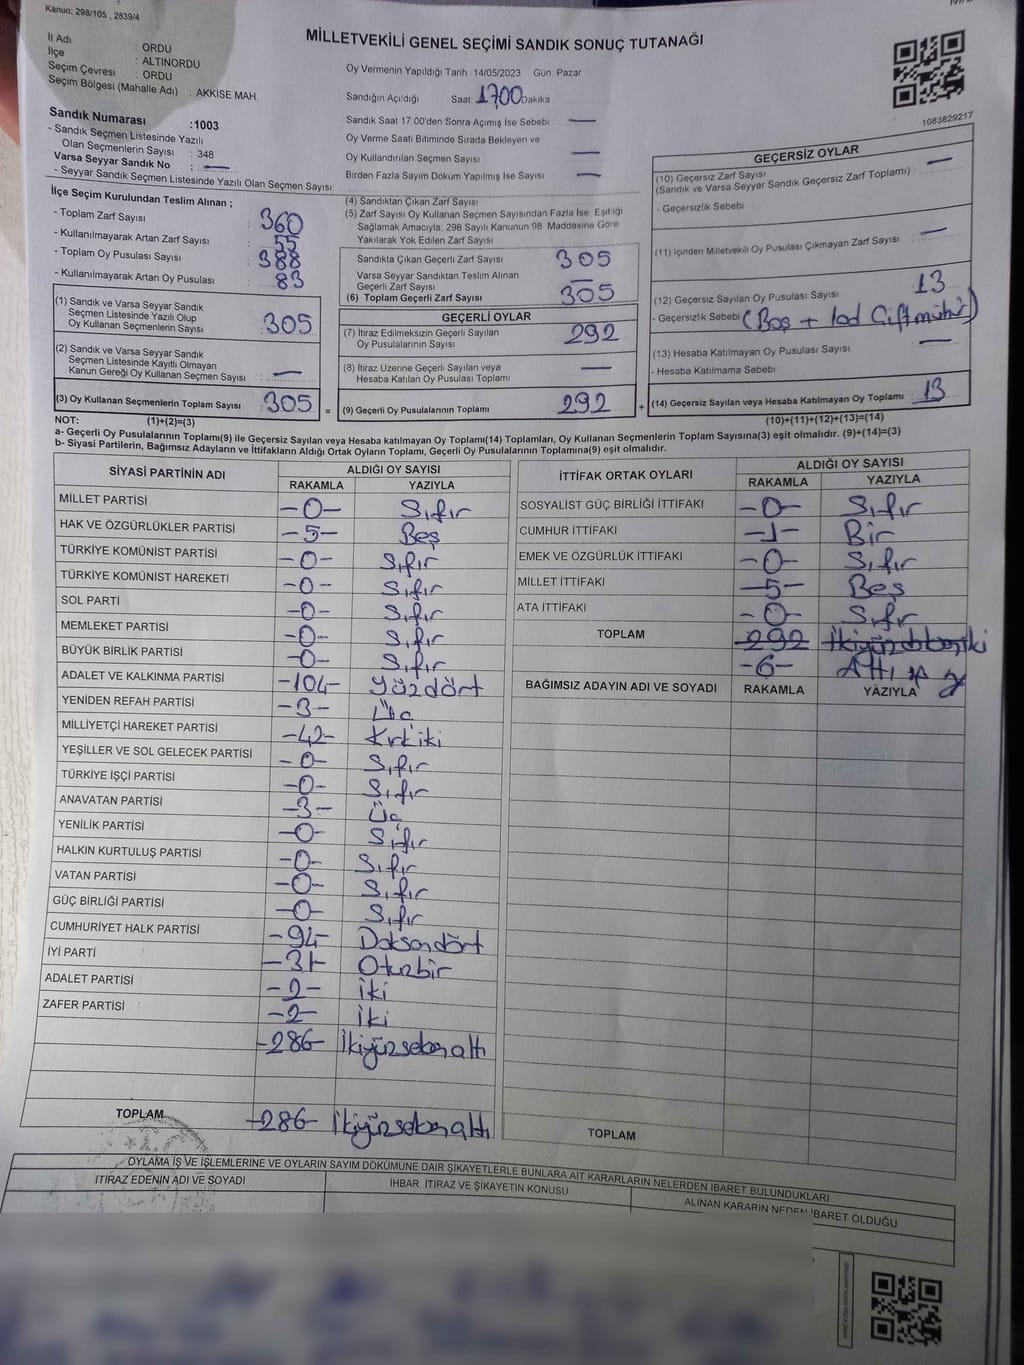 Kanun; 298/105 , 2839/4
MİLLETVEKİLİ GENEL SEÇİMİ SANDIK SONUÇ TUTANAĞI
İl Adı : ORDU
İlçe : ALTINORDU
Seçim Çevresi : ORDU
Seçim Bölgesi (Mahalle Adı) : AKKİSE MAH.
Sandık Numarası :1003
- Sandık Seçmen Listesinde Yazılı
Olan Seçmenlerin Sayısı : 348
Varsa Seyyar Sandık No : —
- Seyyar Sandık Seçmen Listesinde Yazılı Olan Seçmen Sayısı:
Oy Vermenin Yapıldığı Tarih :14/05/2023 Gün: Pazar
Sandığın Açıldığı Saat: 1700 Dakika
Sandık Saat 17:00'den Sonra Açımış İse Sebebi: —
Oy Verme Saati Bitiminde Sırada Bekleyen ve
Oy Kullandırılan Seçmen Sayısı —
Birden Fazla Sayım Döküm Yapılmış İse Sayısı —
1083829217
İlçe Seçim Kurulundan Teslim Alınan ;
- Toplam Zarf Sayısı : 360
- Kullanılmayarak Artan Zarf Sayısı : 55
- Toplam Oy Pusulası Sayısı : 388
- Kullanılmayarak Artan Oy Pusulası : 83
(1) Sandık ve Varsa Seyyar Sandık
Seçmen Listesinde Yazılı Olup
Oy Kullanan Seçmenlerin Sayısı : 305
(2) Sandık ve Varsa Seyyar Sandık
Seçmen Listesinde Kayıtlı Olmayan
Kanun Gereği Oy Kullanan Seçmen Sayısı : —
(3) Oy Kullanan Seçmenlerin Toplam Sayısı : 305 =
(4) Sandıktan Çıkan Zarf Sayısı
(5) Zarf Sayısı Oy Kullanan Seçmen Sayısından Fazla İse, Eşitliği
Sağlamak Amacıyla, 298 Sayılı Kanunun 98. Maddesine Göre
Yakılarak Yok Edilen Zarf Sayısı
Sandıkta Çıkan Geçerli Zarf Sayısı 305
Varsa Seyyar Sandıktan Teslim Alınan
Geçerli Zarf Sayısı —
(6) Toplam Geçerli Zarf Sayısı 305
GEÇERLİ OYLAR
(7) İtiraz Edilmeksizin Geçerli Sayılan
Oy Pusulalarının Sayısı 292
(8) İtiraz Üzerine Geçerli Sayılan veya
Hesaba Katılan Oy Pusulası Toplamı —
(9) Geçerli Oy Pusulalarının Toplamı 292 +
GEÇERSİZ OYLAR
(10) Geçersiz Zarf Sayısı —
(Sandık ve Varsa Seyyar Sandık Geçersiz Zarf Toplamı) :
- Geçersizlik Sebebi
(11) İçinden Milletvekili Oy Pusulası Çıkmayan Zarf Sayısı : —
(12) Geçersiz Sayılan Oy Pusulası Sayısı : 13
- Geçersizlik Sebebi (Boş + 1ad Çift mühür)
(13) Hesaba Katılmayan Oy Pusulası Sayısı : —
- Hesaba Katılmama Sebebi :
(14) Geçersiz Sayılan veya Hesaba Katılmayan Oy Toplamı : 13
NOT: (1)+(2)=(3) (10)+(11)+(12)+(13)=(14)
a- Geçerli Oy Pusulalarının Toplamı(9) ile Geçersiz Sayılan veya Hesaba katılmayan Oy Toplamı(14) Toplamları, Oy Kullanan Seçmenlerin Toplam Sayısına(3) eşit olmalıdır. (9)+(14)=(3)
b- Siyasi Partilerin, Bağımsız Adayların ve İttifakların Aldığı Ortak Oyların Toplamı, Geçerli Oy Pusulalarının Toplamına(9) eşit olmalıdır.
SİYASİ PARTİNİN ADI ALDIĞI OY SAYISI
RAKAMLA YAZIYLA
MİLLET PARTİSİ -0- Sıfır
HAK VE ÖZGÜRLÜKLER PARTİSİ -5- Beş
TÜRKİYE KOMÜNİST PARTİSİ -0- Sıfır
TÜRKİYE KOMÜNİST HAREKETİ -0- Sıfır
SOL PARTİ -0- Sıfır
MEMLEKET PARTİSİ -0- Sıfır
BÜYÜK BİRLİK PARTİSİ -0- Sıfır
ADALET VE KALKINMA PARTİSİ -104- Yüzdört
YENİDEN REFAH PARTİSİ -3- Üç
MİLLİYETÇİ HAREKET PARTİSİ -42- Kırkiki
YEŞİLLER VE SOL GELECEK PARTİSİ -0- Sıfır
TÜRKİYE İŞÇİ PARTİSİ -0- Sıfır
ANAVATAN PARTİSİ -3- Üç
YENİLİK PARTİSİ -0- Sıfır
HALKIN KURTULUŞ PARTİSİ -0- Sıfır
VATAN PARTİSİ -0- Sıfır
GÜÇ BİRLİĞİ PARTİSİ -0- Sıfır
CUMHURİYET HALK PARTİSİ -94- Doksandört
İYİ PARTİ -31- Otuzbir
ADALET PARTİSİ -2- İki
ZAFER PARTİSİ -2- İki
-286- İkiyüzseksenaltı
TOPLAM -286- İkiyüzseksenaltı
İTTİFAK ORTAK OYLARI ALDIĞI OY SAYISI
RAKAMLA YAZIYLA
SOSYALİST GÜÇ BİRLİĞİ İTTİFAKI -0- Sıfır
CUMHUR İTTİFAKI -1- Bir
EMEK VE ÖZGÜRLÜK İTTİFAKI -0- Sıfır
MİLLET İTTİFAKI -5- Beş
ATA İTTİFAKI -0- Sıfır
TOPLAM 292
-6- Altı
BAĞIMSIZ ADAYIN ADI VE SOYADI RAKAMLA YAZIYLA
TOPLAM
OYLAMA İŞ VE İŞLEMLERİNE VE OYLARIN SAYIM DÖKÜMÜNE DAİR ŞİKAYETLERLE BUNLARA AİT KARARLARIN NELERDEN İBARET BULUNDUKLARI
İTİRAZ EDENİN ADI VE SOYADI İHBAR İTİRAZ VE ŞİKAYETİN KONUSU ALINAN KARARIN NEDEN İBARET OLDUĞU